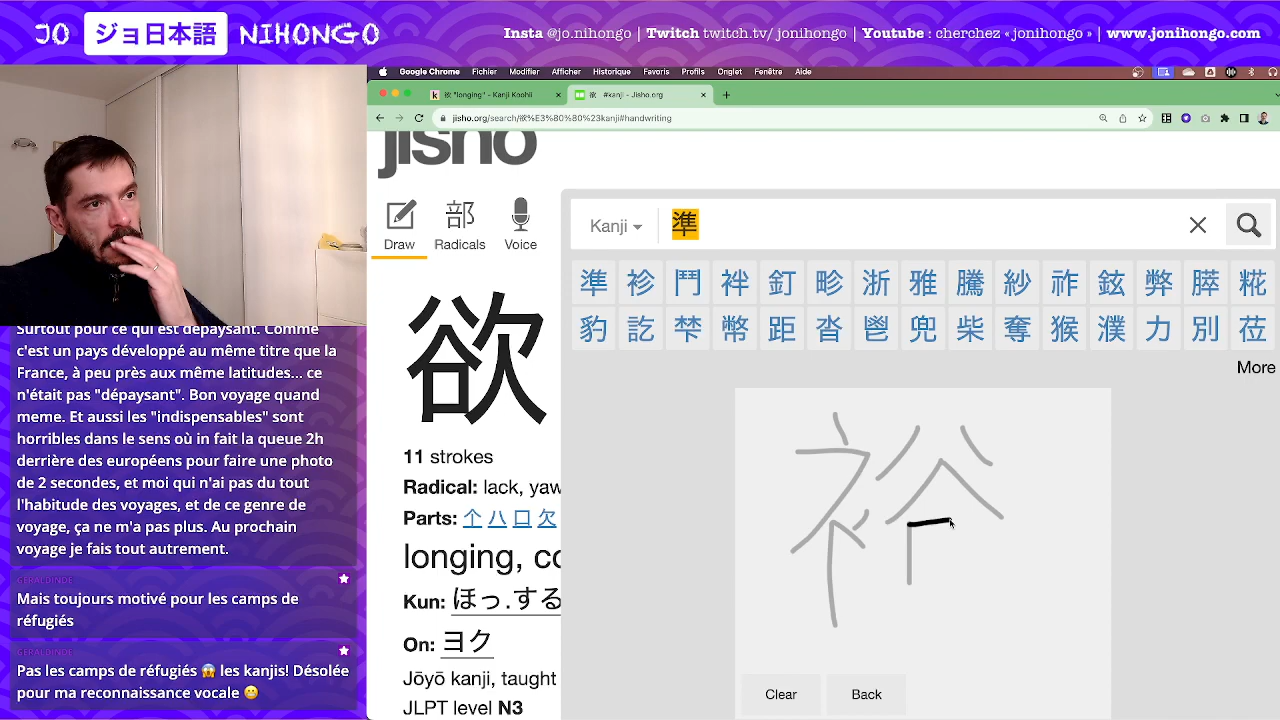 JO ジョ日本語 NIHONGO
Insta @jo.nihongo | Twitch twitch.tv/ jonihongo | Youtube : cherchez « jonihongo » | www.jonihongo.com
Google Chrome Fichier Modifier Afficher Historique Favoris Profils Onglet Fenêtre Aide
欲 "longing" - Kanji Koohii
欲 #kanji - Jisho.org
jisho.org/search/欲%E3%80%80%23kanji#handwriting
jisho
Draw
Radicals
Voice
Kanji
準
準 袗 鬥 袢 釘 畛 浙 雅 騰 紗 祚 鉉 弊 膵 糀
豹 訖 梺 幣 距 沓 鬯 兜 柴 奪 猴 濮 力 別 莅
More
欲
11 strokes
Radical: lack, yaw
Parts: 个 ハ 口 欠
longing, co
Kun: ほっ.する
On: ヨク
Jōyō kanji, taught
JLPT level N3
Clear
Back
Surtout pour ce qui est dépaysant. Comme
c'est un pays développé au même titre que la
France, à peu près aux même latitudes... ce
n'était pas "dépaysant". Bon voyage quand
meme. Et aussi les "indispensables" sont
horribles dans le sens où in fait la queue 2h
derrière des européens pour faire une photo
de 2 secondes, et moi qui n'ai pas du tout
l'habitude des voyages, et de ce genre de
voyage, ça ne m'a pas plus. Au prochain
voyage je fais tout autrement.
GERALDINDE
Mais toujours motivé pour les camps de
réfugiés
GERALDINDE
Pas les camps de réfugiés 😱 les kanjis! Désolée
pour ma reconnaissance vocale 😬